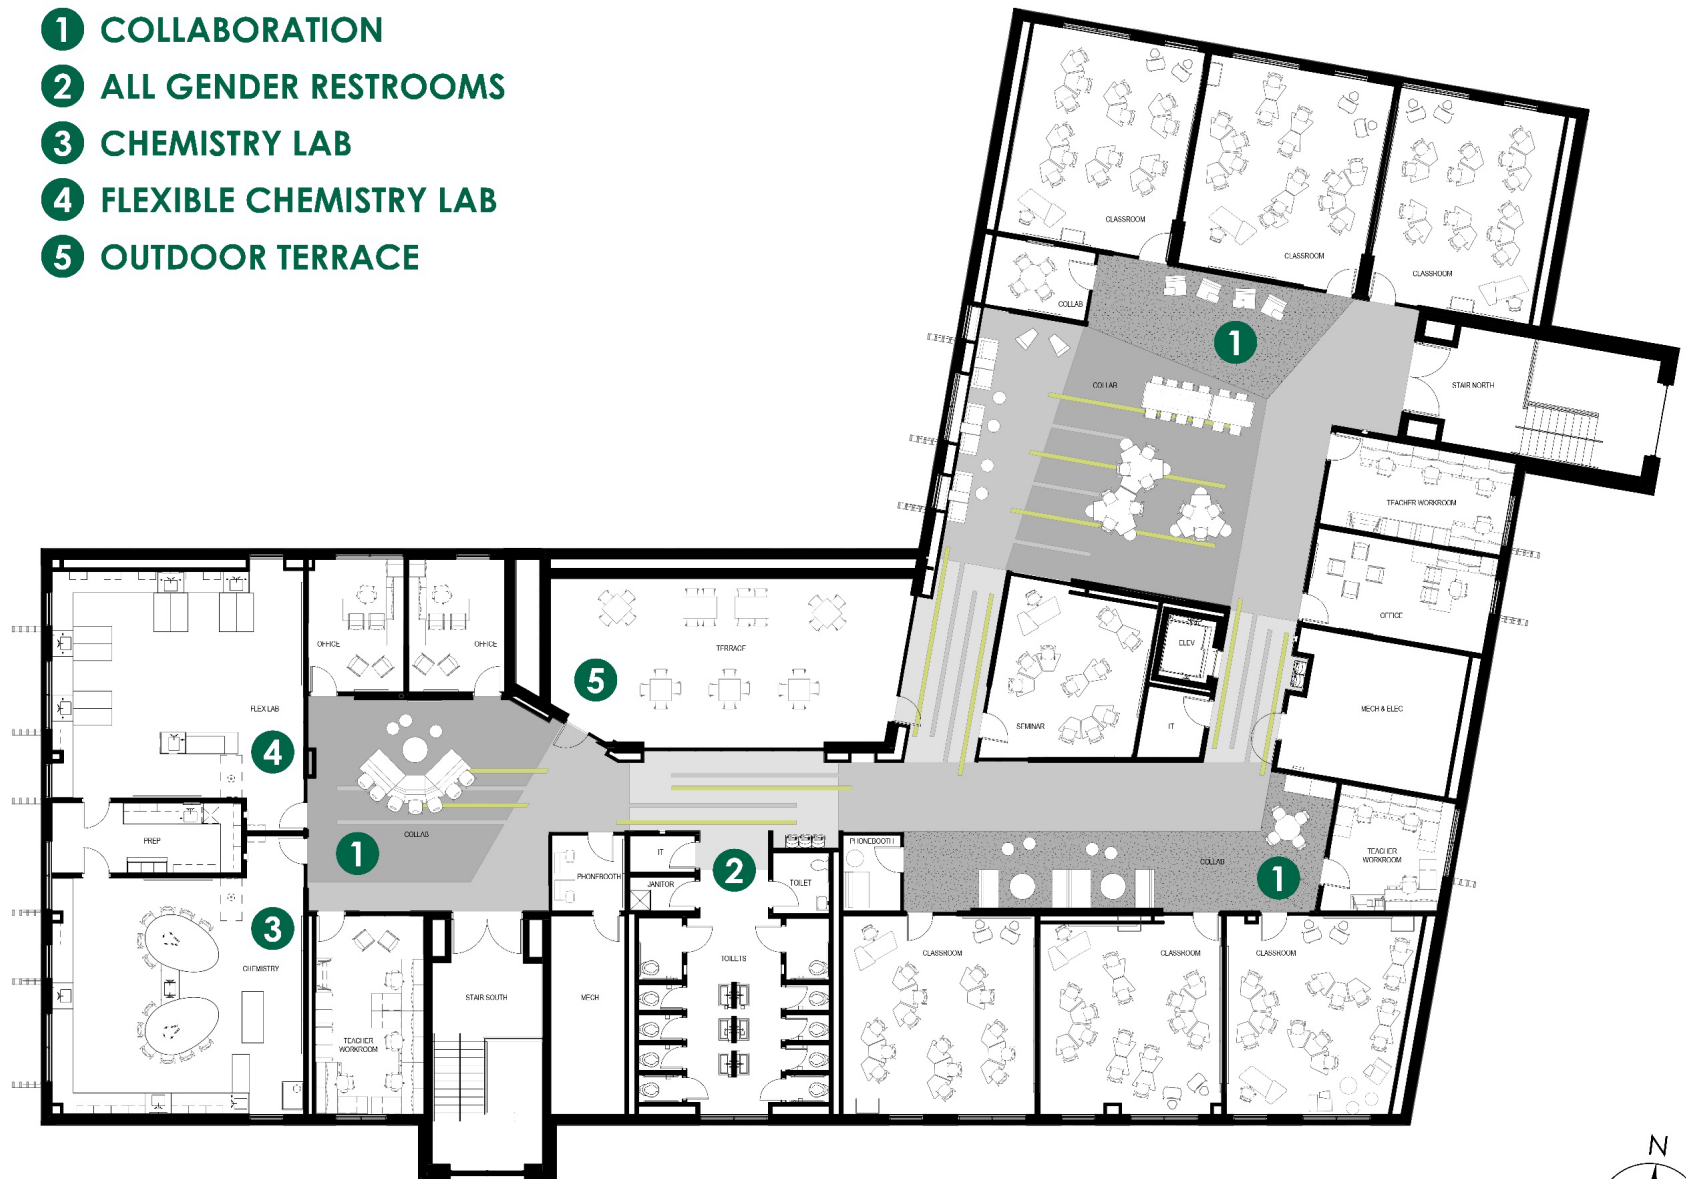 1 COLLABORATION
2 ALL GENDER RESTROOMS
3 CHEMISTRY LAB
4 FLEXIBLE CHEMISTRY LAB
5 OUTDOOR TERRACE
CLASSROOM
CLASSROOM
CLASSROOM
COLLAB
1
COLLAB
STAIR NORTH
TEACHER WORKROOM
OFFICE
OFFICE
OFFICE
TERRACE
5
ELEV
SEMINAR
IT
MECH & ELEC
FLEX LAB
4
PREP
COLLAB
1
IT
PHONEBOOTH
JANITOR
2
TOILET
PHONEBOOTH
COLLAB
1
TEACHER
WORKROOM
3
CHEMISTRY
TEACHER
WORKROOM
STAIR SOUTH
MECH
TOILETS
CLASSROOM
CLASSROOM
CLASSROOM
N